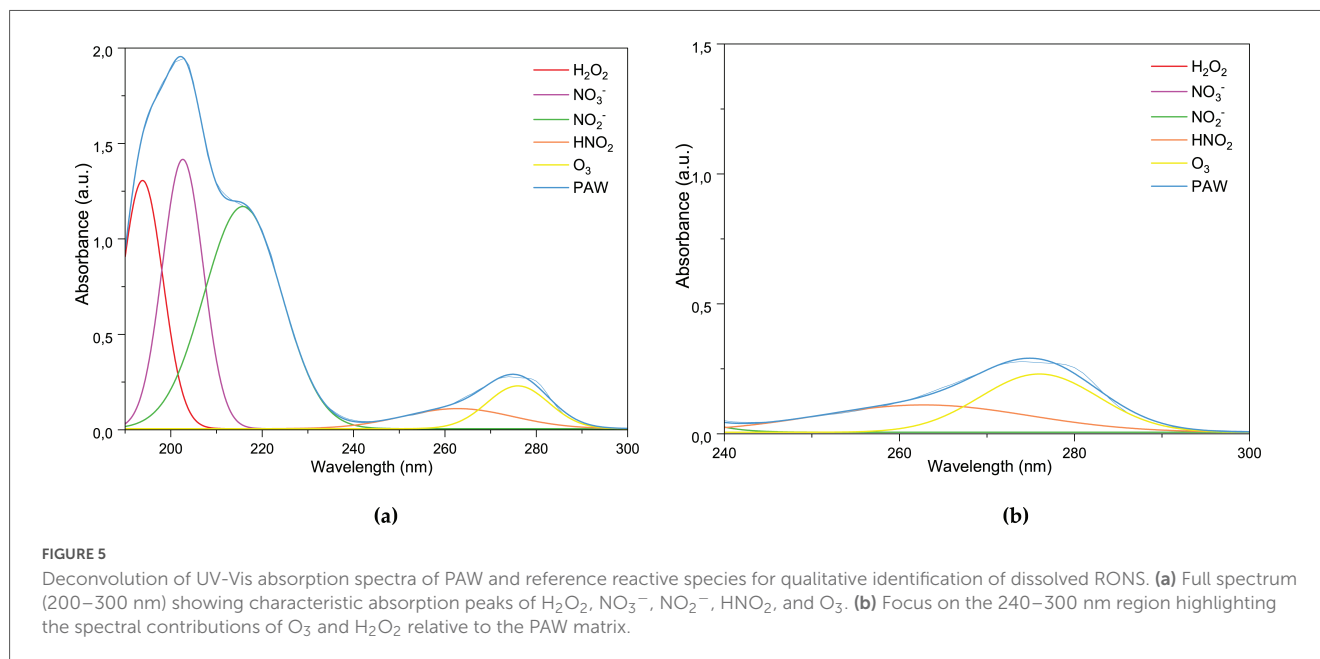 2,0
1,5
1,0
0,5
0,0
Absorbance (a.u.)
200
220
240
260
280
300
Wavelength (nm)
H₂O₂
NO₃⁻
NO₂⁻
HNO₂
O₃
PAW
(a)
1,5
1,0
0,5
0,0
Absorbance (a.u.)
240
260
280
300
Wavelength (nm)
H₂O₂
NO₃⁻
NO₂⁻
HNO₂
O₃
PAW
(b)
FIGURE 5
Deconvolution of UV-Vis absorption spectra of PAW and reference reactive species for qualitative identification of dissolved RONS. (a) Full spectrum
(200–300 nm) showing characteristic absorption peaks of H₂O₂, NO₃⁻, NO₂⁻, HNO₂, and O₃. (b) Focus on the 240–300 nm region highlighting
the spectral contributions of O₃ and H₂O₂ relative to the PAW matrix.